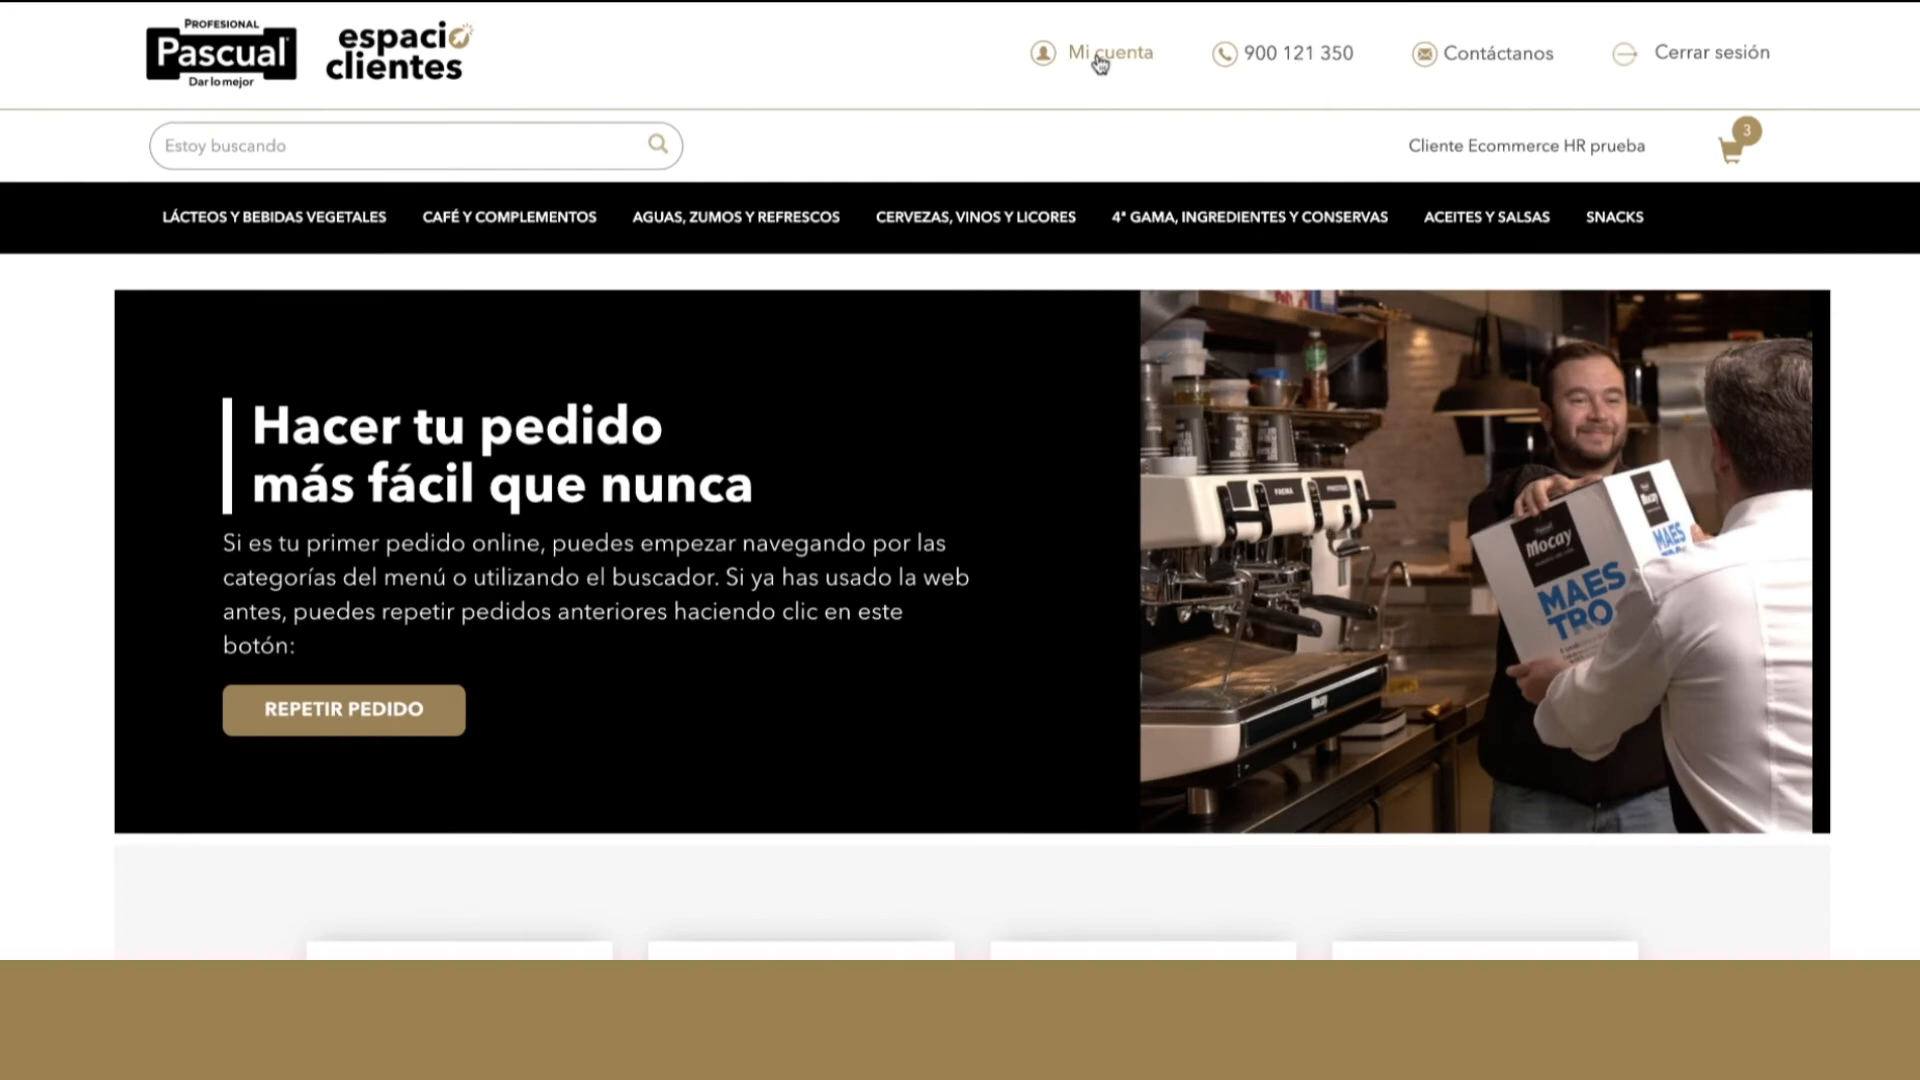 PROFESIONAL
Pascual
Dar lo mejor
espacio
clientes
Mi cuenta
900 121 350
Contáctanos
Cerrar sesión
Estoy buscando
Cliente Ecommerce HR prueba
3
LÁCTEOS Y BEBIDAS VEGETALES
CAFÉ Y COMPLEMENTOS
AGUAS, ZUMOS Y REFRESCOS
CERVEZAS, VINOS Y LICORES
4ª GAMA, INGREDIENTES Y CONSERVAS
ACEITES Y SALSAS
SNACKS
Hacer tu pedido
más fácil que nunca
Si es tu primer pedido online, puedes empezar navegando por las
categorías del menú o utilizando el buscador. Si ya has usado la web
antes, puedes repetir pedidos anteriores haciendo clic en este
botón:
REPETIR PEDIDO
FAEMA
Mocay
MAES
TRO
Mocay
MAES
Mocay